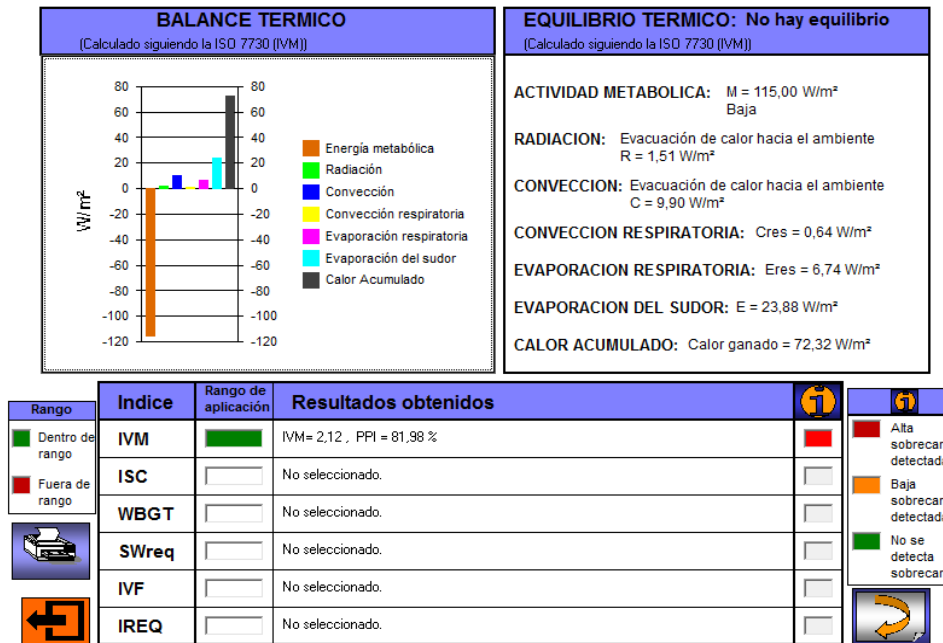 BALANCE TERMICO
(Calculado siguiendo la ISO 7730 (IVM))
80
60
40
20
0
-20
-40
-60
-80
-100
-120
80
60
40
20
0
-20
-40
-60
-80
-100
-120
W/m²
Energía metabólica
Radiación
Convección
Convección respiratoria
Evaporación respiratoria
Evaporación del sudor
Calor Acumulado
EQUILIBRIO TERMICO: No hay equilibrio
(Calculado siguiendo la ISO 7730 (IVM))
ACTIVIDAD METABOLICA: M = 115,00 W/m²
Baja
RADIACION: Evacuación de calor hacia el ambiente
R = 1,51 W/m²
CONVECCION: Evacuación de calor hacia el ambiente
C = 9,90 W/m²
CONVECCION RESPIRATORIA: Cres = 0,64 W/m²
EVAPORACION RESPIRATORIA: Eres = 6,74 W/m²
EVAPORACION DEL SUDOR: E = 23,88 W/m²
CALOR ACUMULADO: Calor ganado = 72,32 W/m²
Rango
Dentro de
rango
Fuera de
rango
Indice
Rango de
aplicación
Resultados obtenidos
IVM
IVM= 2,12 , PPI = 81,98 %
ISC
No seleccionado.
WBGT
No seleccionado.
SWreq
No seleccionado.
IVF
No seleccionado.
IREQ
No seleccionado.
Alta
sobrecar
detectada
Baja
sobrecar
detectada
No se
detecta
sobrecar